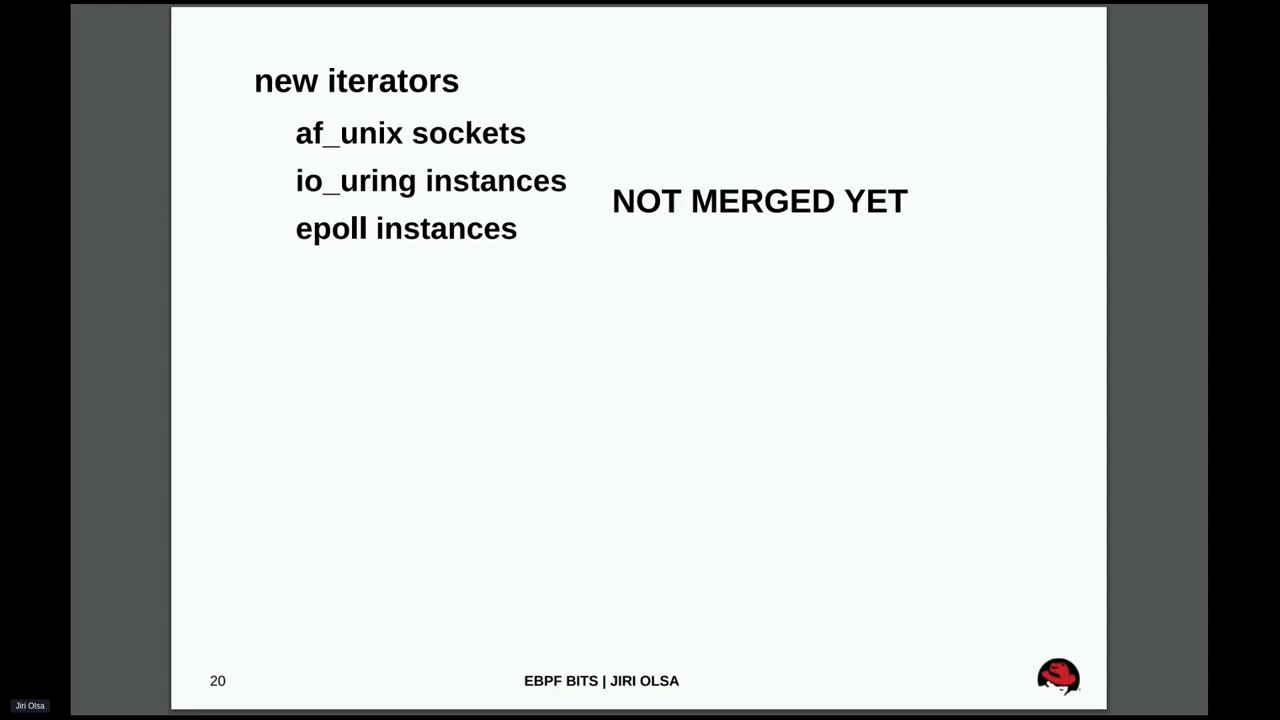 new iterators
af_unix sockets
io_uring instances
NOT MERGED YET
epoll instances
20
EBPF BITS | JIRI OLSA
Jiri Olsa